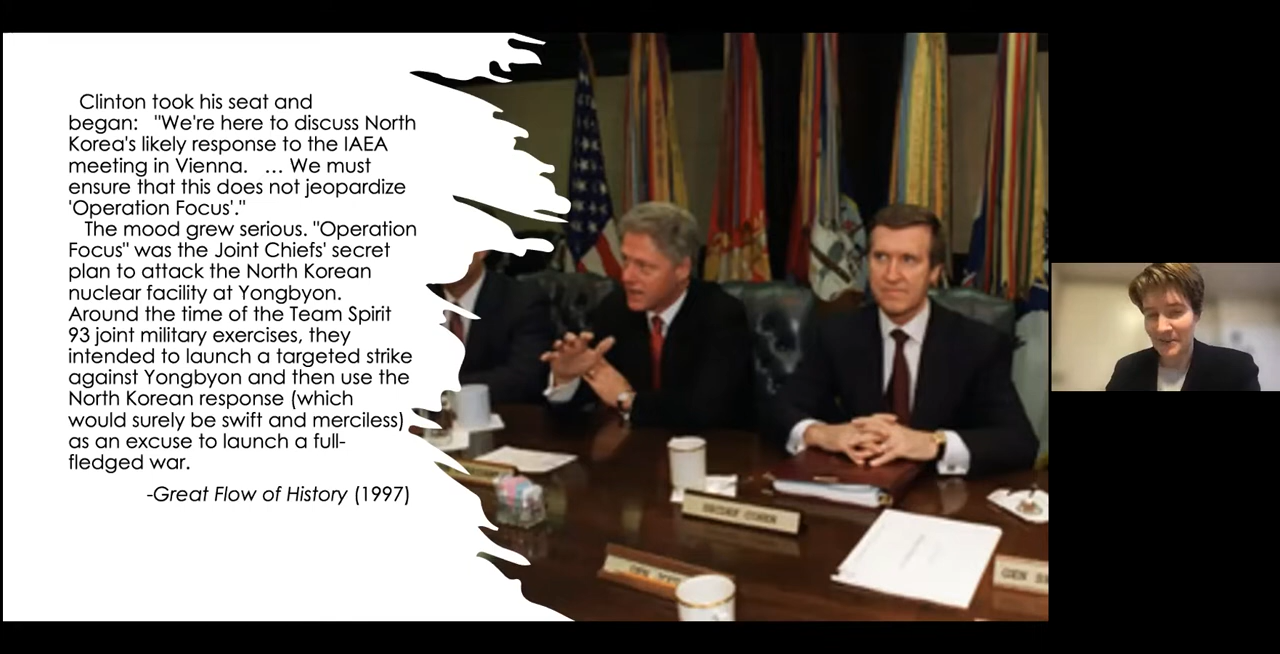 Clinton took his seat and
began: "We're here to discuss North
Korea's likely response to the IAEA
meeting in Vienna. ... We must
ensure that this does not jeopardize
'Operation Focus'."
The mood grew serious. "Operation
Focus" was the Joint Chiefs' secret
plan to attack the North Korean
nuclear facility at Yongbyon.
Around the time of the Team Spirit
93 joint military exercises, they
intended to launch a targeted strike
against Yongbyon and then use the
North Korean response (which
would surely be swift and merciless)
as an excuse to launch a full-
fledged war.
-Great Flow of History (1997)
COHEN
GEN